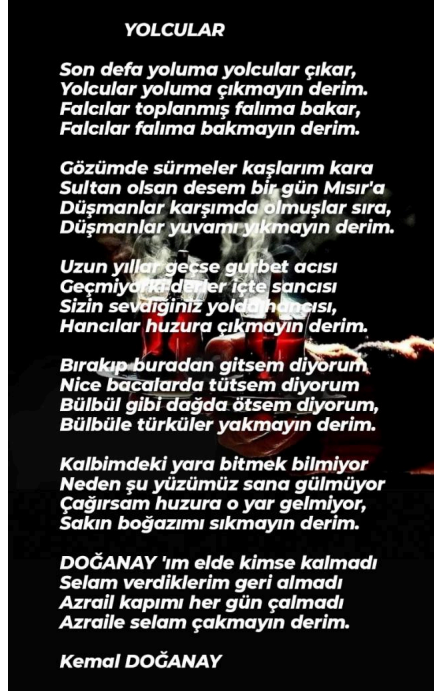 YOLCULAR
Son defa yoluma yolcular çıkar,
Yolcular yoluma çıkmayın derim.
Falcılar toplanmış falıma bakar,
Falcılar falıma bakmayın derim.
Gözümde sürmeler kaşlarım kara
Sultan olsan desem bir gün Mısır'a
Düşmanlar karşımda olmuşlar sıra,
Düşmanlar yuvamı yıkmayın derim.
Uzun yıllar geçse gurbet acısı
Geçmiyorki derler içte sancısı
Sizin sevdiğiniz yolda hancısı,
Hancılar huzura çıkmayın derim.
Bırakıp buradan gitsem diyorum
Nice bacalarda tütsem diyorum
Bülbül gibi dağda ötsem diyorum,
Bülbüle türküler yakmayın derim.
Kalbimdeki yara bitmek bilmiyor
Neden şu yüzümüz sana gülmüyor
Çağırsam huzura o yar gelmiyor,
Sakın boğazımı sıkmayın derim.
DOĞANAY 'ım elde kimse kalmadı
Selam verdiklerim geri almadı
Azrail kapımı her gün çalmadı
Azraile selam çakmayın derim.
Kemal DOĞANAY